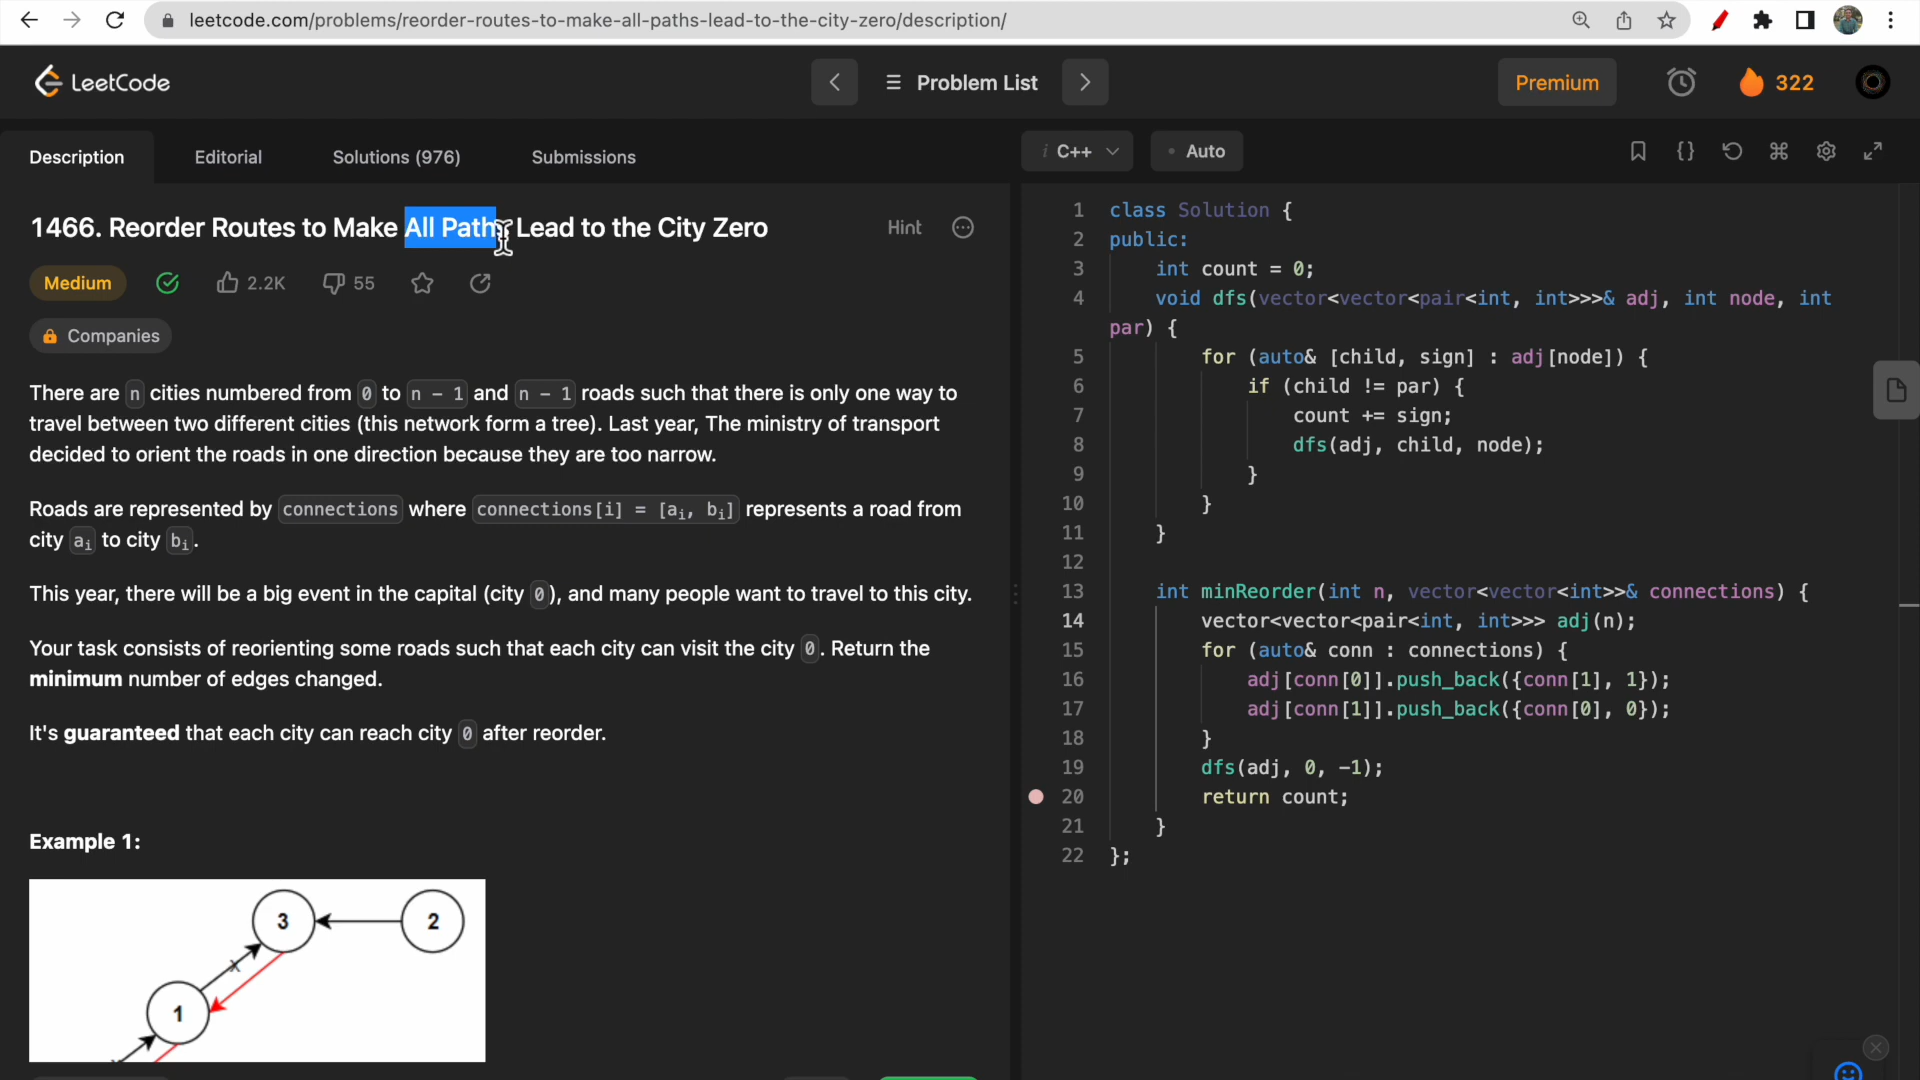 leetcode.com/problems/reorder-routes-to-make-all-paths-lead-to-the-city-zero/description/
LeetCode
Problem List
Premium
322
Description
Editorial
Solutions (976)
Submissions
1466. Reorder Routes to Make All Paths Lead to the City Zero
Hint
Medium
2.2K
55
Companies
There are n cities numbered from 0 to n - 1 and n - 1 roads such that there is only one way to
travel between two different cities (this network form a tree). Last year, The ministry of transport
decided to orient the roads in one direction because they are too narrow.
Roads are represented by connections where connections[i] = [ai, bi] represents a road from
city ai to city bi.
This year, there will be a big event in the capital (city 0), and many people want to travel to this city.
Your task consists of reorienting some roads such that each city can visit the city 0. Return the
minimum number of edges changed.
It's guaranteed that each city can reach city 0 after reorder.
Example 1:
3
2
x
1
i C++
Auto
1 class Solution {
2 public:
3 int count = 0;
4 void dfs(vector<vector<pair<int, int>>>& adj, int node, int
par) {
5 for (auto& [child, sign] : adj[node]) {
6 if (child != par) {
7 count += sign;
8 dfs(adj, child, node);
9 }
10 }
11 }
12
13 int minReorder(int n, vector<vector<int>>& connections) {
14 vector<vector<pair<int, int>>> adj(n);
15 for (auto& conn : connections) {
16 adj[conn[0]].push_back({conn[1], 1});
17 adj[conn[1]].push_back({conn[0], 0});
18 }
19 dfs(adj, 0, -1);
20 return count;
21 }
22 };